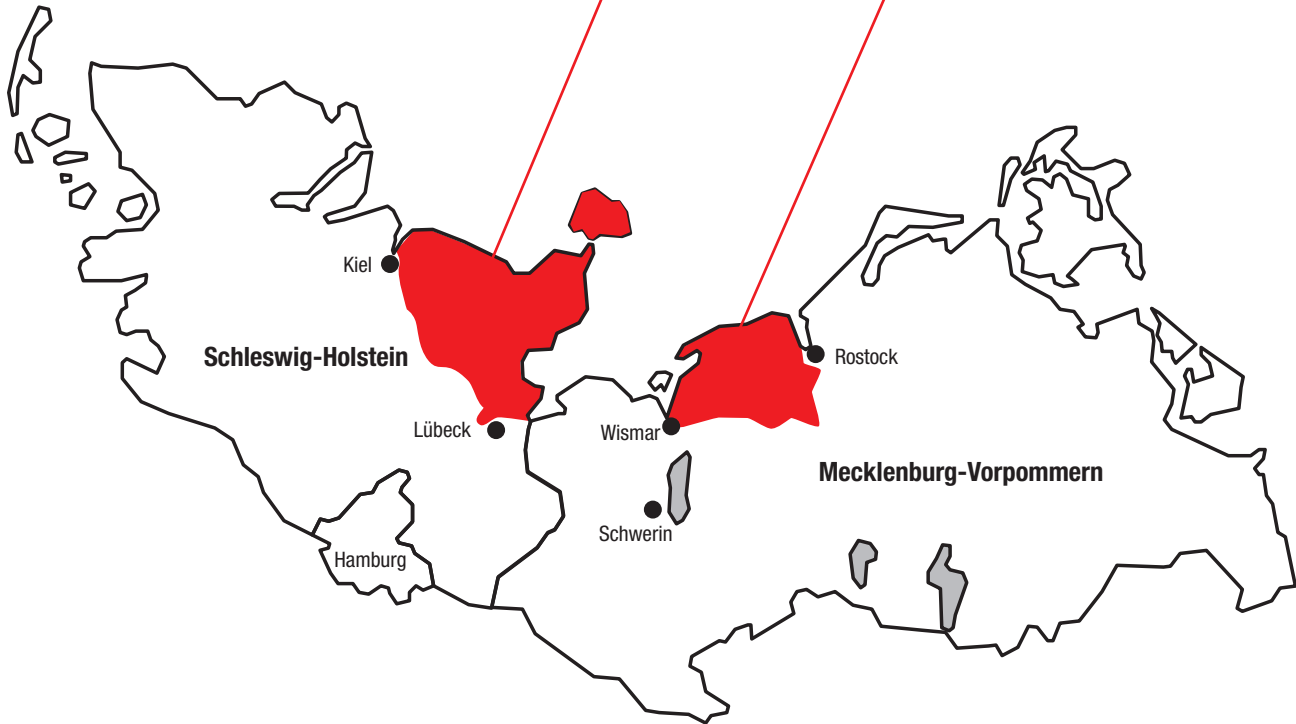 Kiel
Schleswig-Holstein
Rostock
Lübeck
Wismar
Mecklenburg-Vorpommern
Schwerin
Hamburg